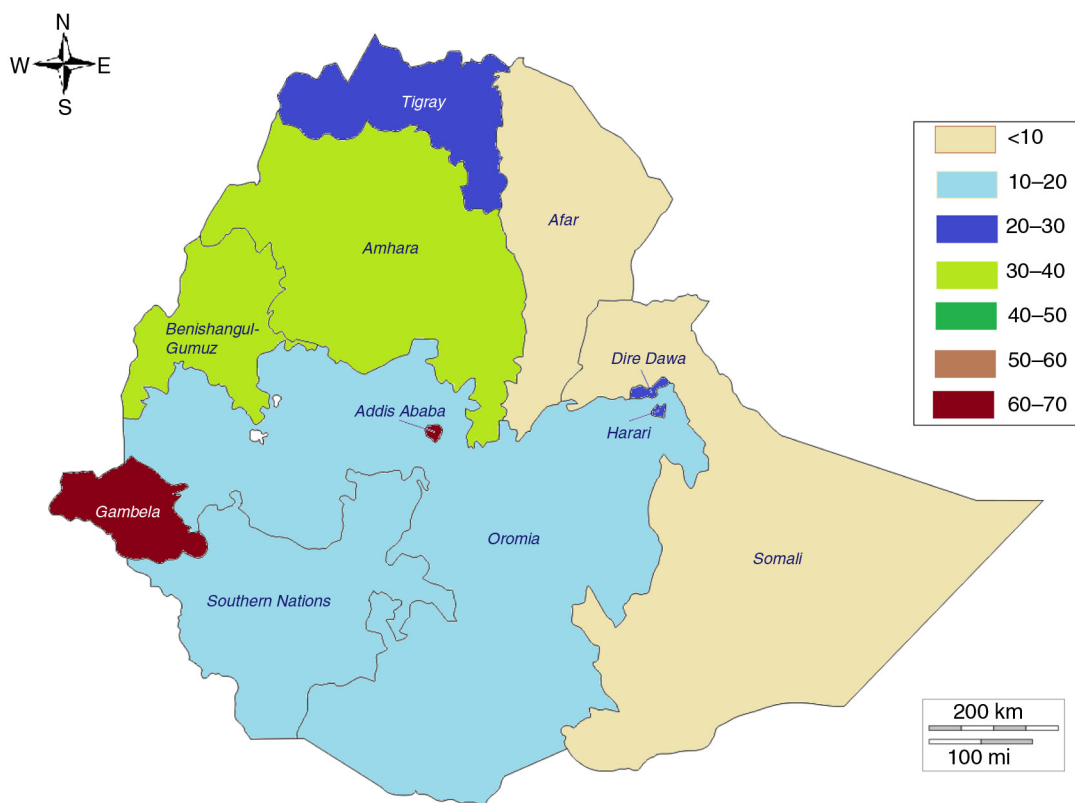 N
W E
S
Tigray
Afar
Amhara
Benishangul-
Gumuz
Dire Dawa
Addis Ababa
Harari
Gambela
Oromia
Somali
Southern Nations
<10
10–20
20–30
30–40
40–50
50–60
60–70
200 km
100 mi